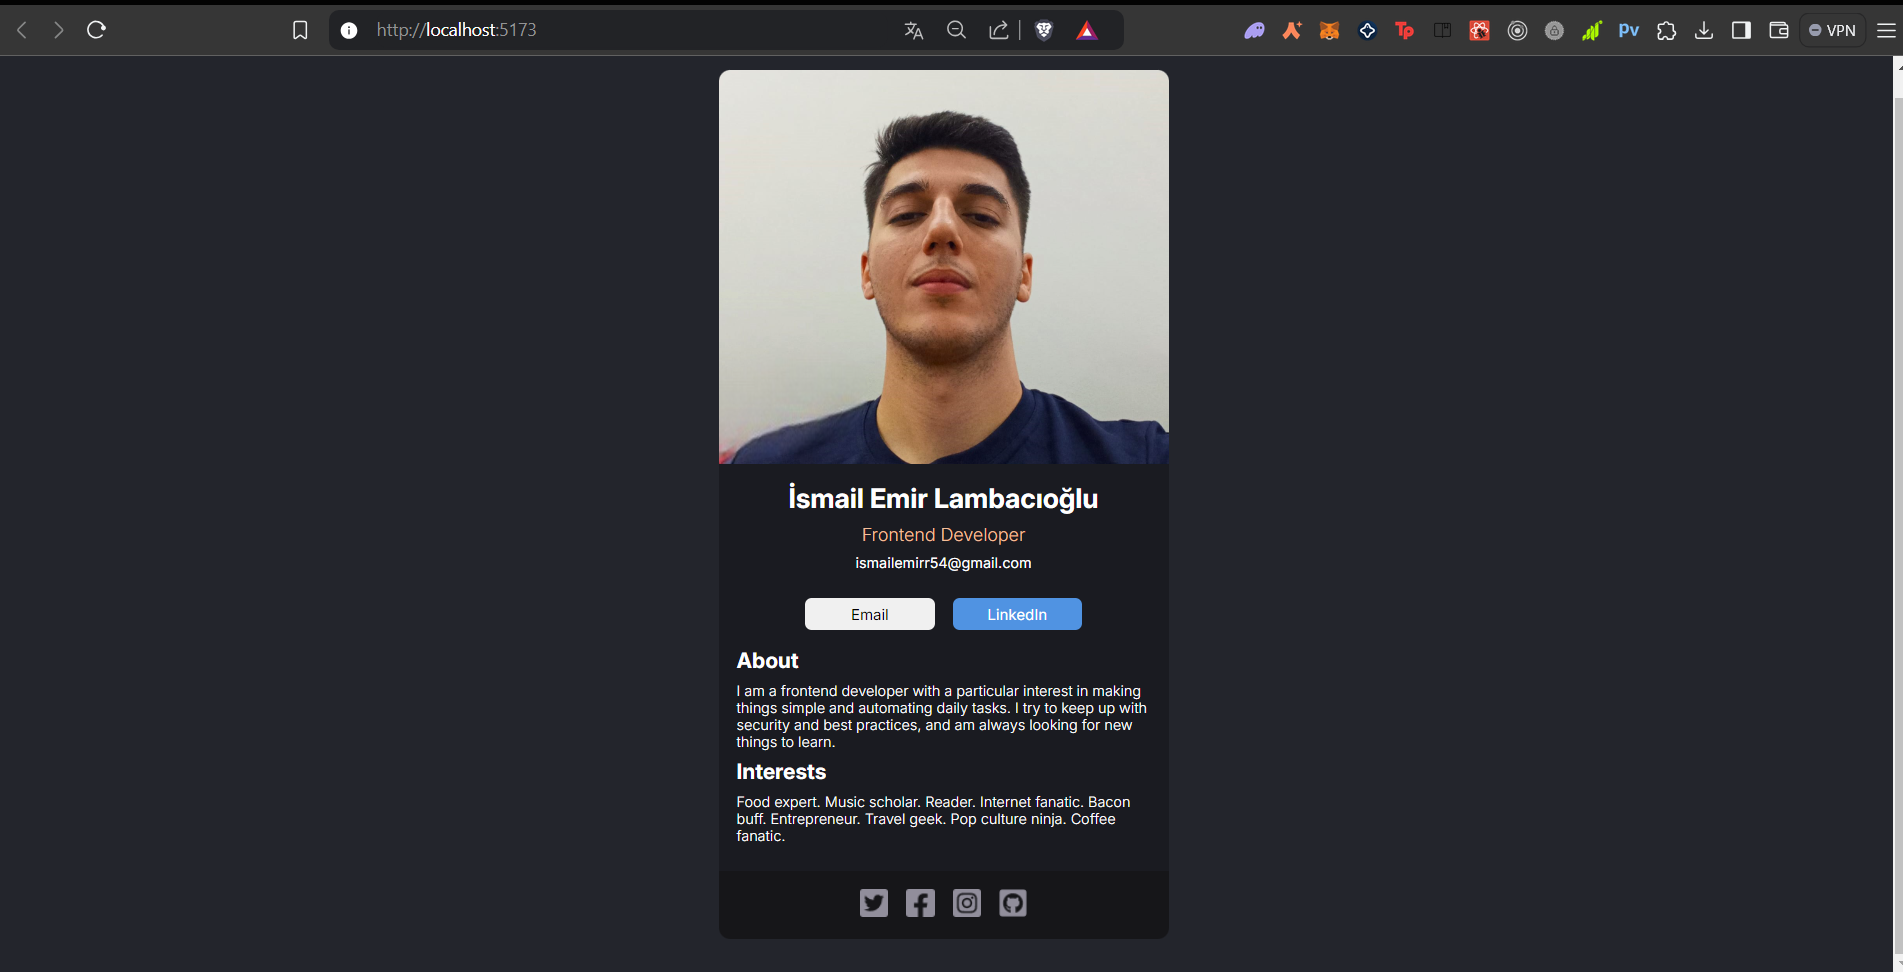 http://localhost:5173
Tp
pv
VPN
İsmail Emir Lambacıoğlu
Frontend Developer
ismailemirr54@gmail.com
Email
LinkedIn
About
I am a frontend developer with a particular interest in making
things simple and automating daily tasks. I try to keep up with
security and best practices, and am always looking for new
things to learn.
Interests
Food expert. Music scholar. Reader. Internet fanatic. Bacon
buff. Entrepreneur. Travel geek. Pop culture ninja. Coffee
fanatic.